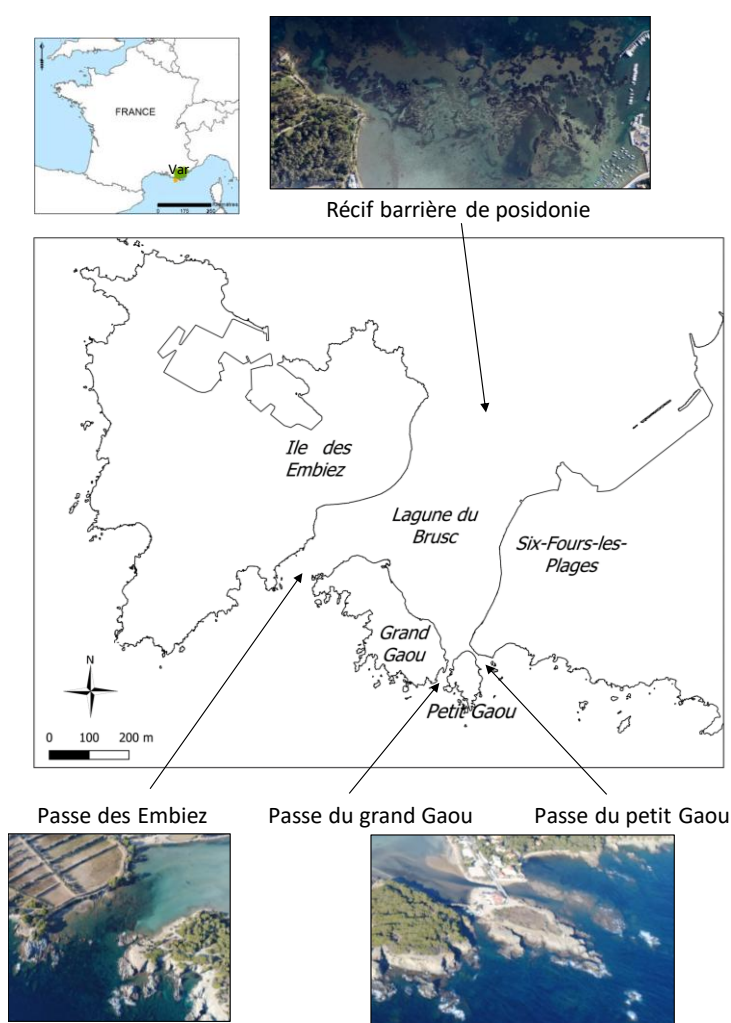 FRANCE
Var
Récif barrière de posidonie
Ile des
Embiez
Lagune du
Brusc
Six-Fours-les-
Plages
Grand
Gaou
Petit Gaou
N
0 100 200 m
Passe des Embiez
Passe du grand Gaou
Passe du petit Gaou